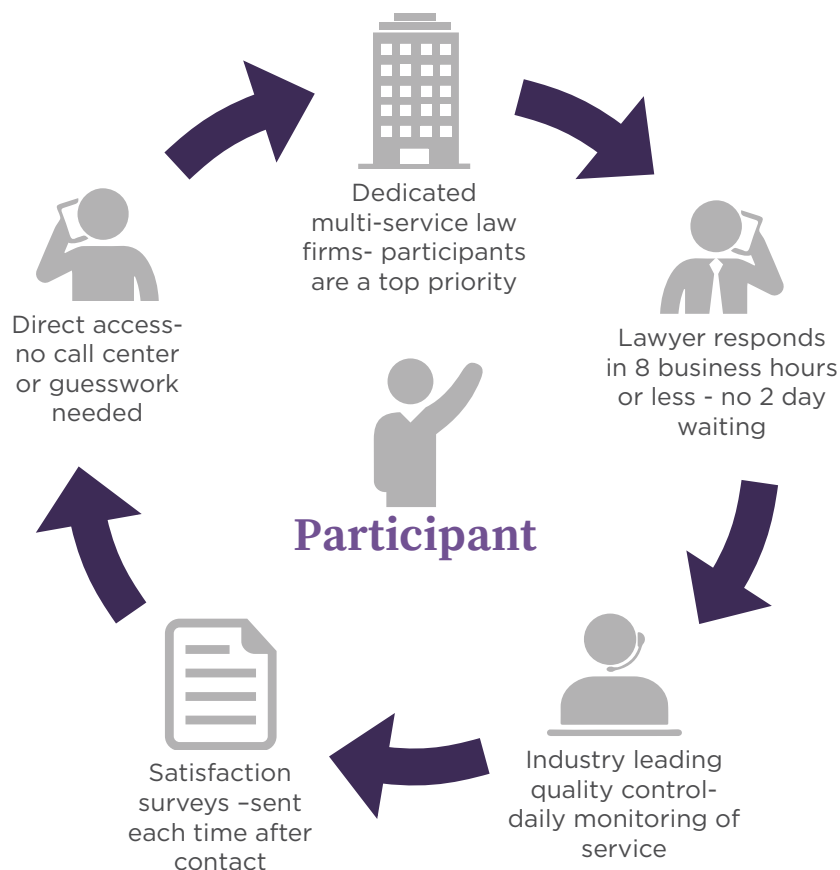 Dedicated
multi-service law
firms- participants
are a top priority
Lawyer responds
in 8 business hours
or less - no 2 day
waiting
Industry leading
quality control-
daily monitoring of
service
Satisfaction
surveys –sent
each time after
contact
Direct access-
no call center
or guesswork
needed
Participant